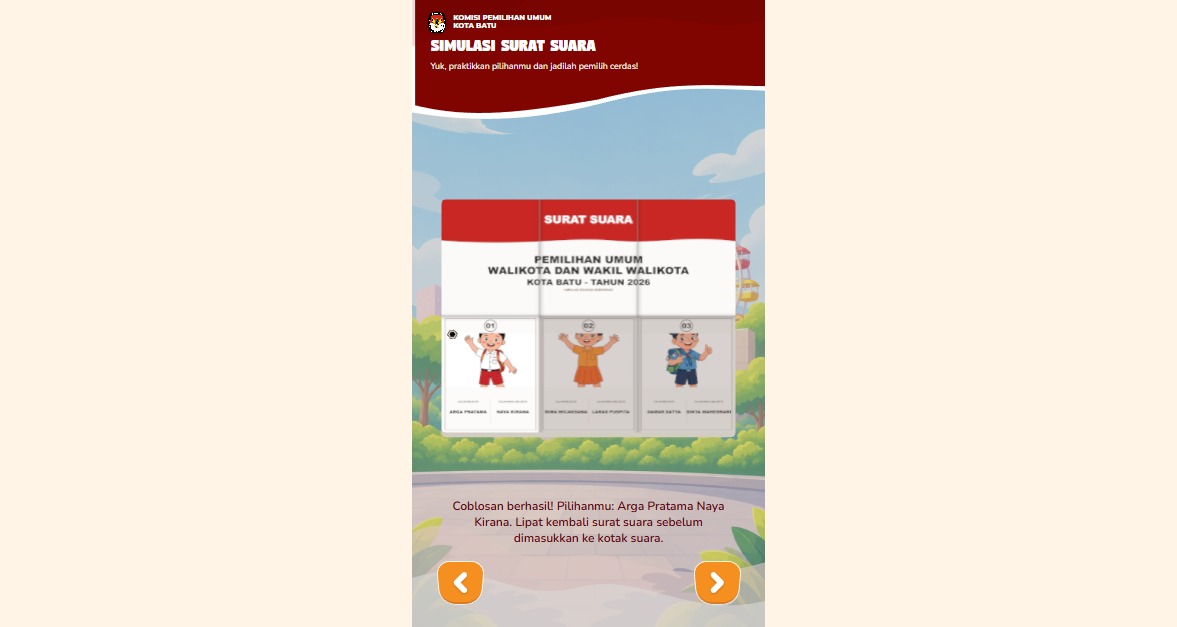 KOMISI PEMILIHAN UMUM
KOTA BATU
SIMULASI SURAT SUARA
Yuk, praktikkan pilihanmu dan jadilah pemilih cerdas!
SURAT SUARA
PEMILIHAN UMUM
WALIKOTA DAN WAKIL WALIKOTA
KOTA BATU - TAHUN 2026
01 02 03
ARGA PRATAMA NAYA KIRANA LARAS PUSPITA
Coblosan berhasil! Pilihanmu: Arga Pratama Naya
Kirana. Lipat kembali surat suara sebelum
dimasukkan ke kotak suara.